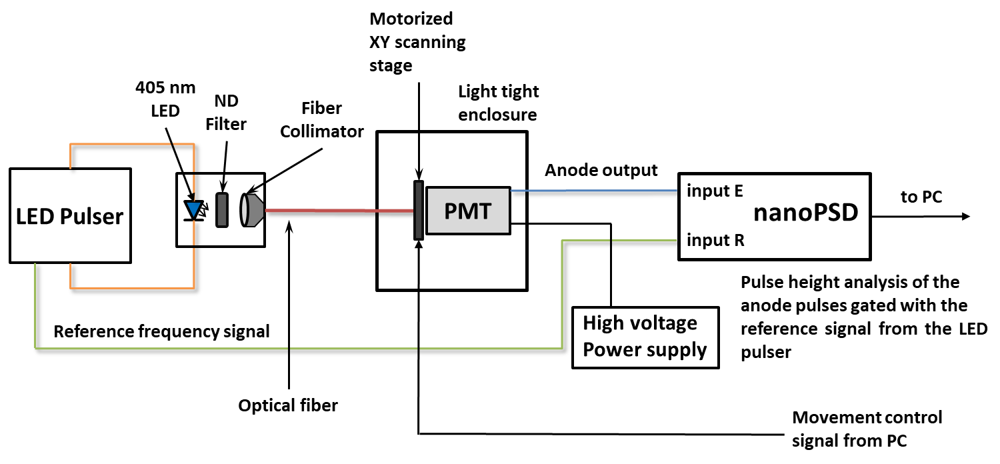 Motorized
XY scanning
stage
405 nm
LED
ND
Filter
Fiber
Collimator
Light tight
enclosure
Anode output
input E
nanoPSD
input R
to PC
LED Pulser
PMT
Pulse height analysis of the
anode pulses gated with the
reference signal from the LED
pulser
High voltage
Power supply
Reference frequency signal
Optical fiber
Movement control
signal from PC